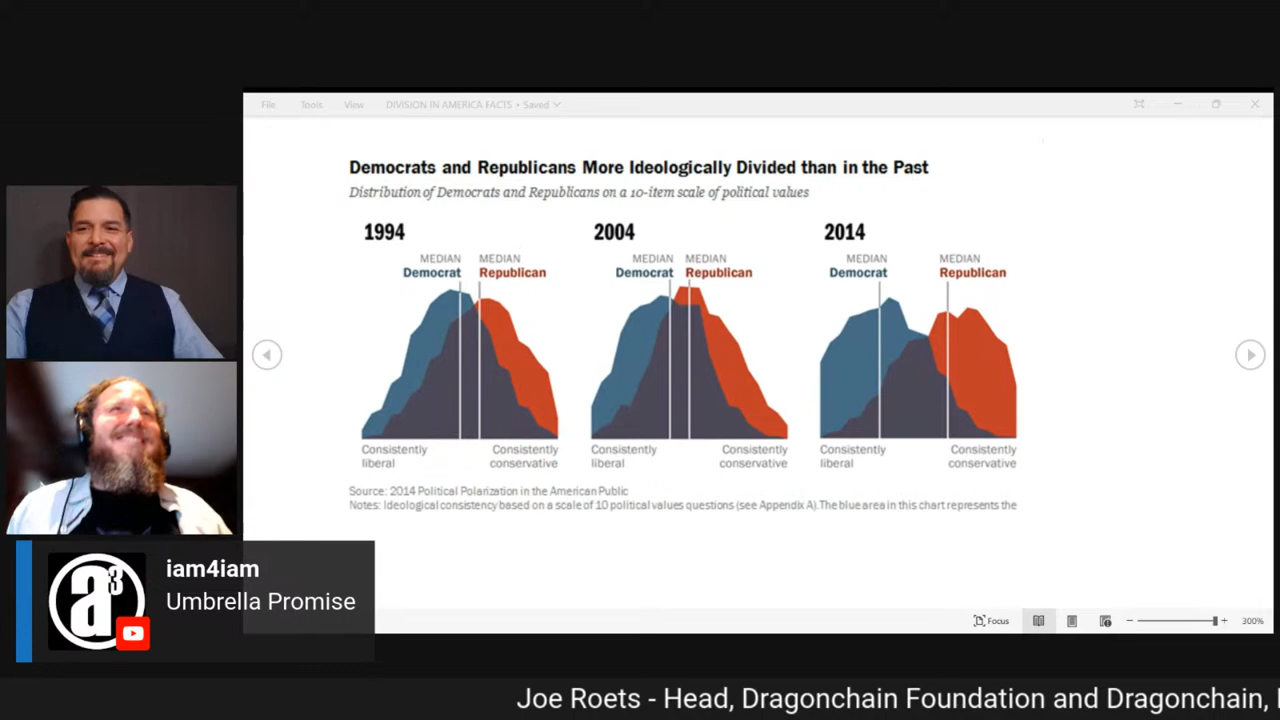 File Tools View DIVISION IN AMERICA FACTS • Saved
Democrats and Republicans More Ideologically Divided than in the Past
Distribution of Democrats and Republicans on a 10-item scale of political values
1994
MEDIAN Democrat
MEDIAN Republican
Consistently liberal
Consistently conservative
2004
MEDIAN Democrat
MEDIAN Republican
Consistently liberal
Consistently conservative
2014
MEDIAN Democrat
MEDIAN Republican
Consistently liberal
Consistently conservative
Source: 2014 Political Polarization in the American Public
Notes: Ideological consistency based on a scale of 10 political values questions (see Appendix A).The blue area in this chart represents the
a3
iam4iam
Umbrella Promise
Focus
300%
Joe Roets - Head, Dragonchain Foundation and Dragonchain,